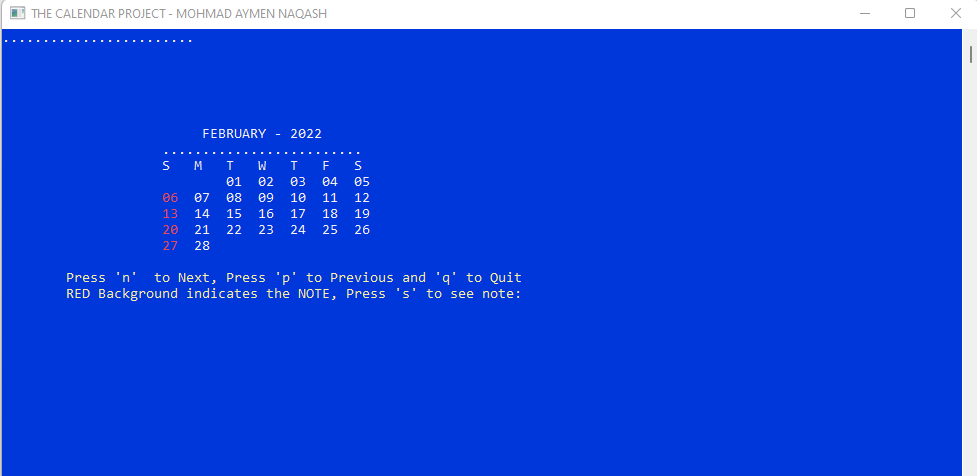 THE CALENDAR PROJECT - MOHMAD AYMEN NAQASH
........................
FEBRUARY - 2022
.........................
S M T W T F S
01 02 03 04 05
06 07 08 09 10 11 12
13 14 15 16 17 18 19
20 21 22 23 24 25 26
27 28
Press 'n'  to Next, Press 'p' to Previous and 'q' to Quit
RED Background indicates the NOTE, Press 's' to see note: